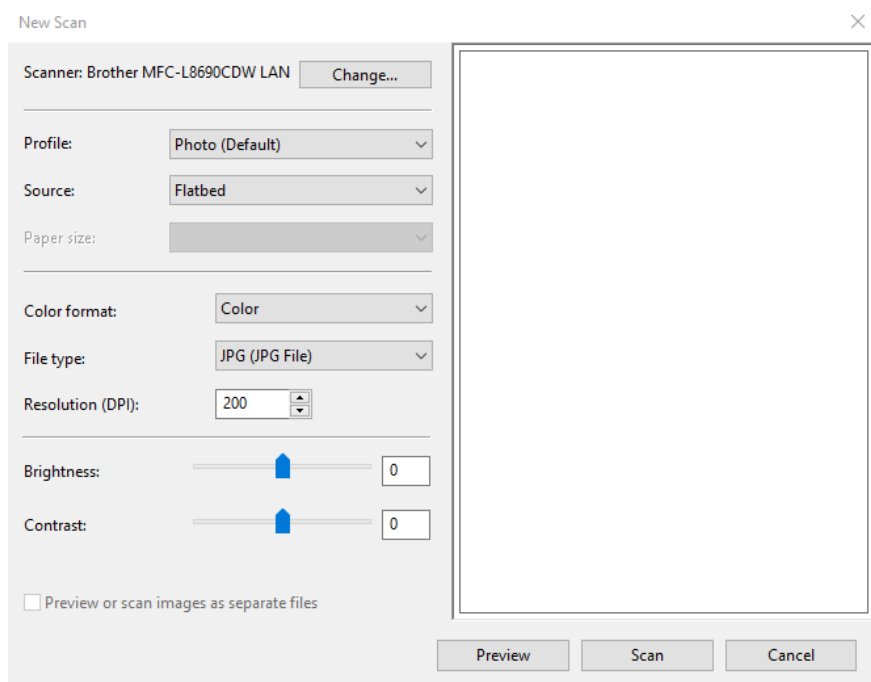 New Scan
Scanner: Brother MFC-L8690CDW LAN
Change...
Profile:
Photo (Default)
Source:
Flatbed
Paper size:
Color format:
Color
File type:
JPG (JPG File)
Resolution (DPI):
200
Brightness:
0
Contrast:
0
Preview or scan images as separate files
Preview
Scan
Cancel